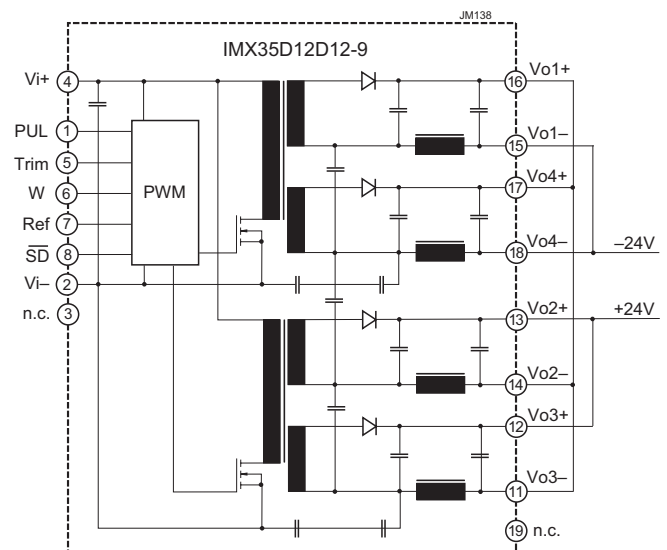 JM138
IMX35D12D12-9
Vi+ 4
PUL 1
Trim 5
W 6
Ref 7
SD 8
Vi– 2
n.c. 3
PWM
16 Vo1+
15 Vo1–
17 Vo4+
18 Vo4–
–24V
13 Vo2+
+24V
14 Vo2–
12 Vo3+
11 Vo3–
19 n.c.